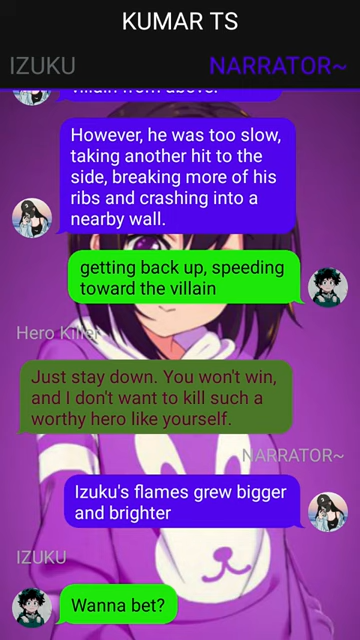 KUMAR TS
IZUKU NARRATOR~
villain from above.
However, he was too slow,
taking another hit to the
side, breaking more of his
ribs and crashing into a
nearby wall.
getting back up, speeding
toward the villain
Hero Killer
Just stay down. You won't win,
and I don't want to kill such a
worthy hero like yourself.
NARRATOR~
Izuku's flames grew bigger
and brighter
IZUKU
Wanna bet?